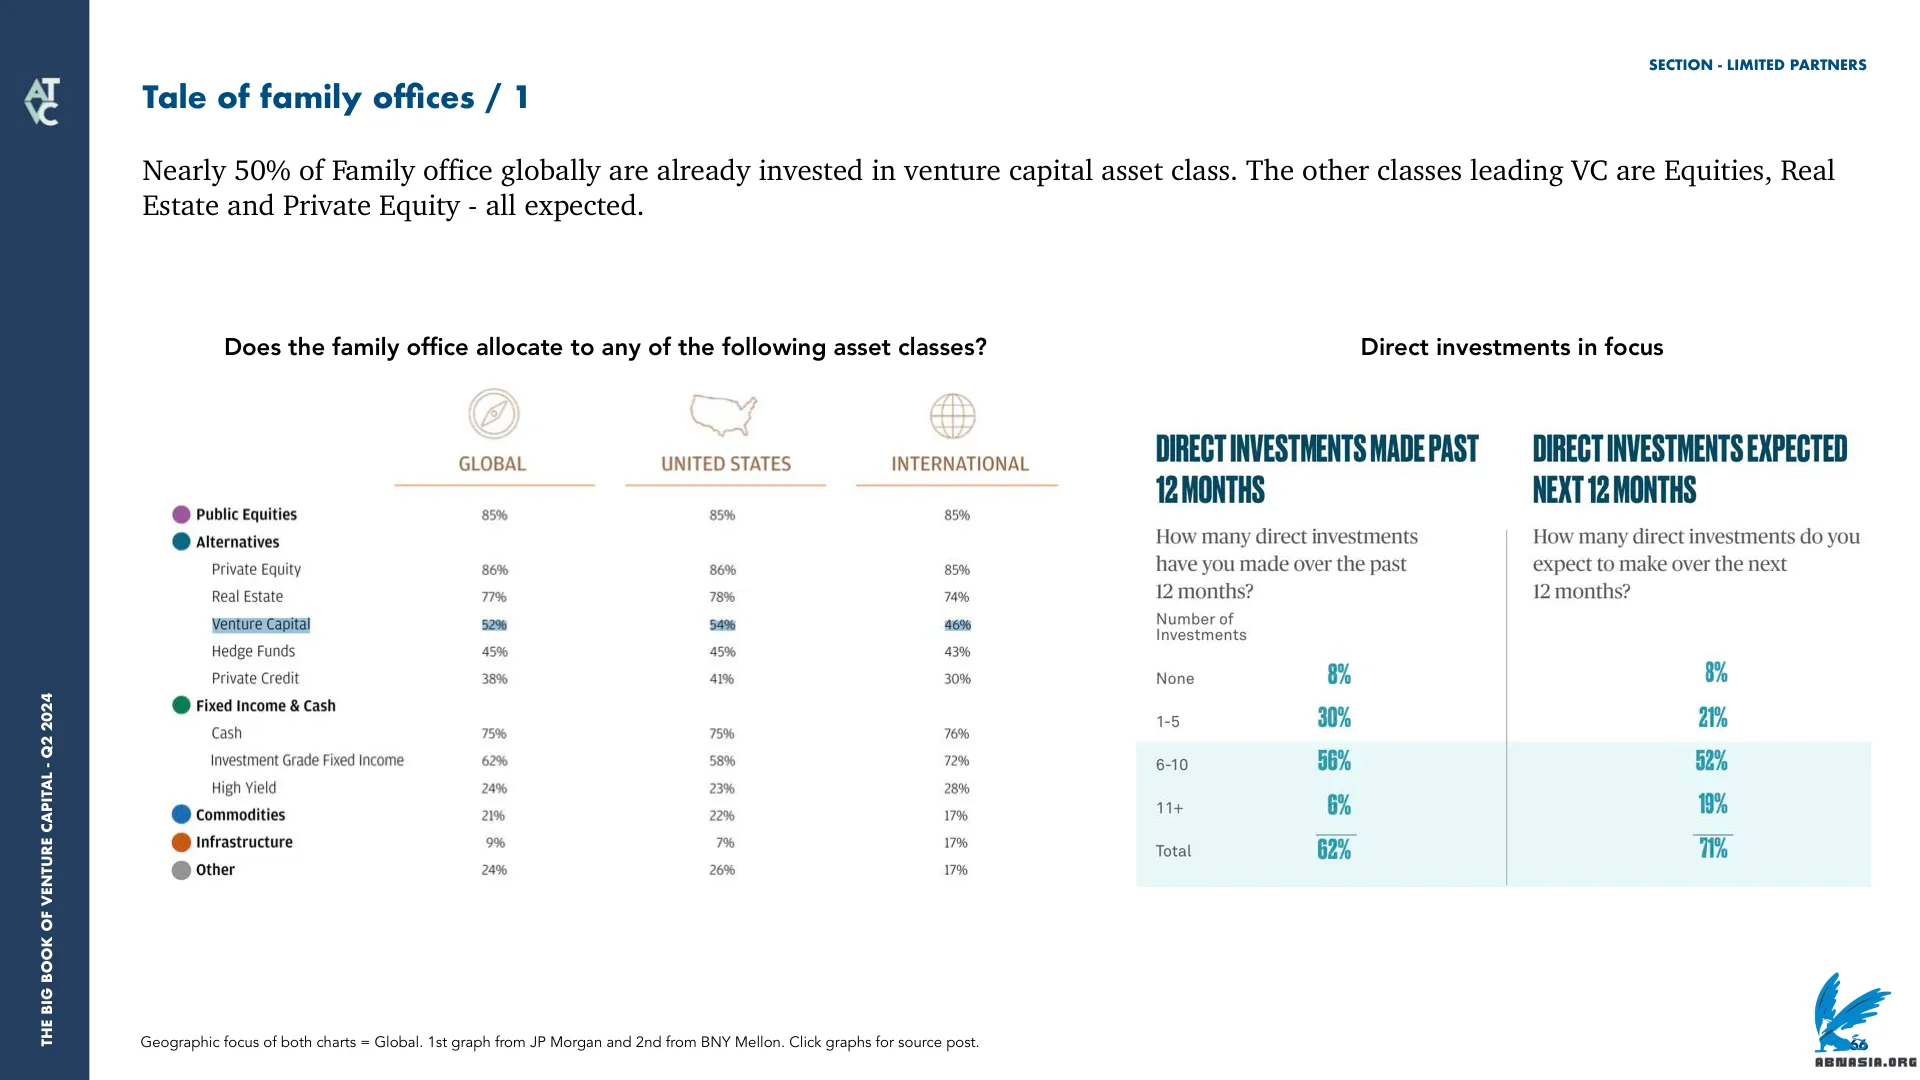 AT
VC
THE BIG BOOK OF VENTURE CAPITAL - Q2 2024
SECTION - LIMITED PARTNERS
Tale of family offices / 1
Nearly 50% of Family office globally are already invested in venture capital asset class. The other classes leading VC are Equities, Real
Estate and Private Equity - all expected.
Does the family office allocate to any of the following asset classes?
GLOBAL UNITED STATES INTERNATIONAL
Public Equities 85% 85% 85%
Alternatives
Private Equity 86% 86% 85%
Real Estate 77% 78% 74%
Venture Capital 52% 54% 46%
Hedge Funds 45% 45% 43%
Private Credit 38% 41% 30%
Fixed Income & Cash
Cash 75% 75% 76%
Investment Grade Fixed Income 62% 58% 72%
High Yield 24% 23% 28%
Commodities 21% 22% 17%
Infrastructure 9% 7% 17%
Other 24% 26% 17%
Direct investments in focus
DIRECT INVESTMENTS MADE PAST
12 MONTHS
How many direct investments
have you made over the past
12 months?
DIRECT INVESTMENTS EXPECTED
NEXT 12 MONTHS
How many direct investments do you
expect to make over the next
12 months?
Number of
Investments
None 8% 8%
1-5 30% 21%
6-10 56% 52%
11+ 6% 19%
Total 62% 71%
Geographic focus of both charts = Global. 1st graph from JP Morgan and 2nd from BNY Mellon. Click graphs for source post.
56
ABNASIA.ORG